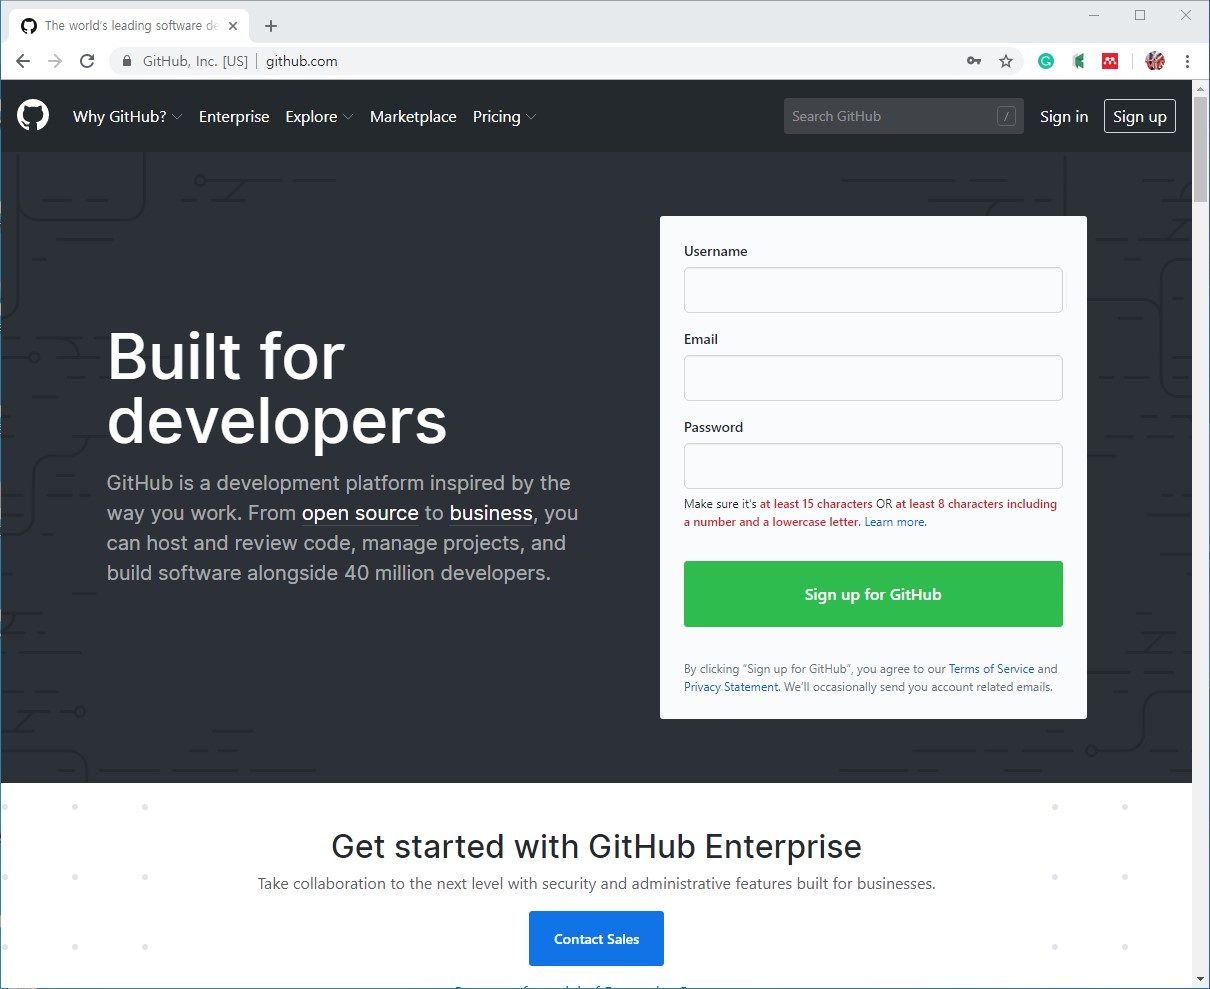 The world's leading software de
GitHub, Inc. [US] | github.com
Why GitHub? Enterprise Explore Marketplace Pricing Search GitHub / Sign in Sign up
Username
Email
Password
Make sure it's at least 15 characters OR at least 8 characters including
a number and a lowercase letter. Learn more.
Sign up for GitHub
By clicking “Sign up for GitHub”, you agree to our Terms of Service and
Privacy Statement. We’ll occasionally send you account related emails.
Built for
developers
GitHub is a development platform inspired by the
way you work. From open source to business, you
can host and review code, manage projects, and
build software alongside 40 million developers.
Get started with GitHub Enterprise
Take collaboration to the next level with security and administrative features built for businesses.
Contact Sales